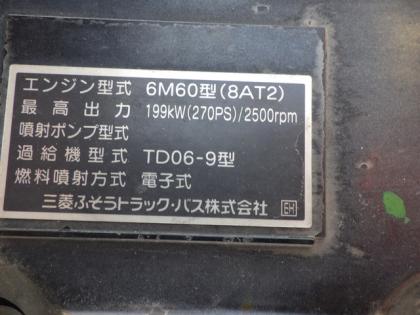 エンジン型式 6M60型(8AT2)
最高出力 199kW(270PS)/2500rpm
噴射ポンプ型式
過給機型式 TD06-9型
燃料噴射方式 電子式
三菱ふそうトラック・バス株式会社